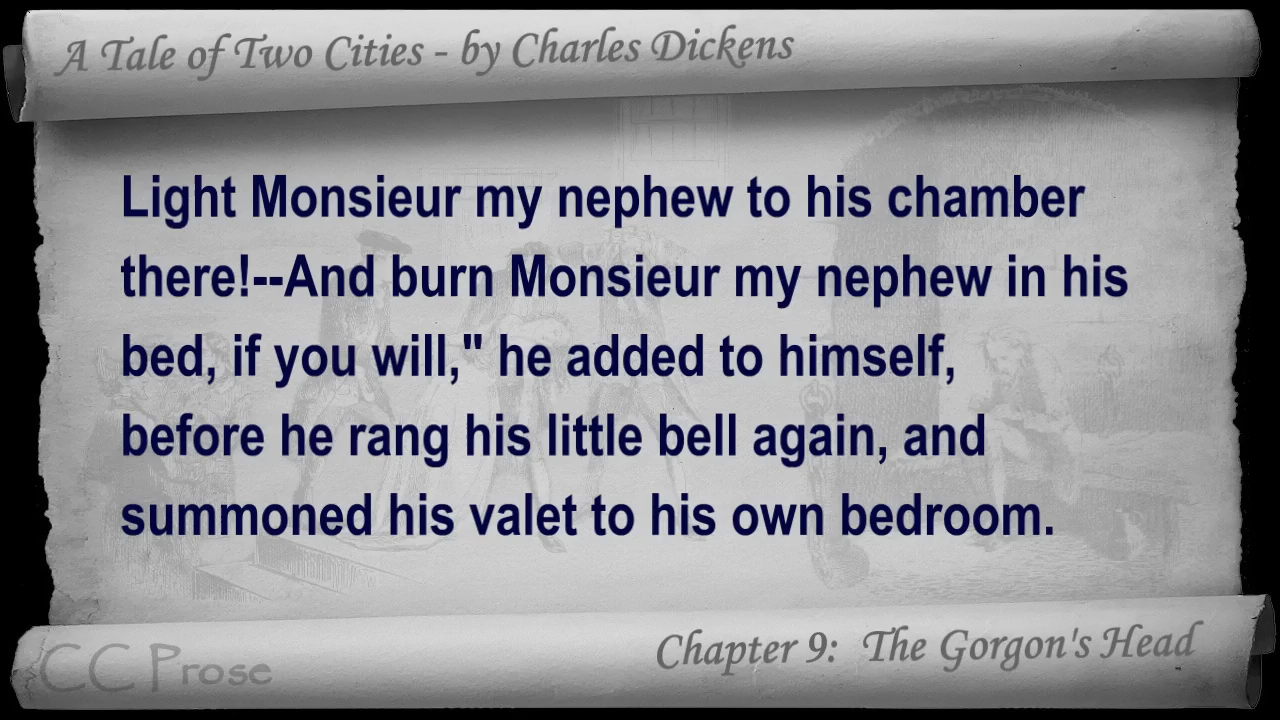 A Tale of Two Cities - by Charles Dickens
Light Monsieur my nephew to his chamber
there!--And burn Monsieur my nephew in his
bed, if you will," he added to himself,
before he rang his little bell again, and
summoned his valet to his own bedroom.
CC Prose
Chapter 9: The Gorgon's Head